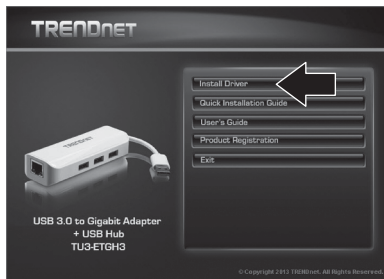 TRENDNET
Install Driver
Quick Installation Guide
User's Guide
Product Registration
Exit
TRENDNET
USB 3.0 to Gigabit Adapter
+ USB Hub
TU3-ETGH3
© Copyright 2013 TRENDnet. All Rights Reserved.